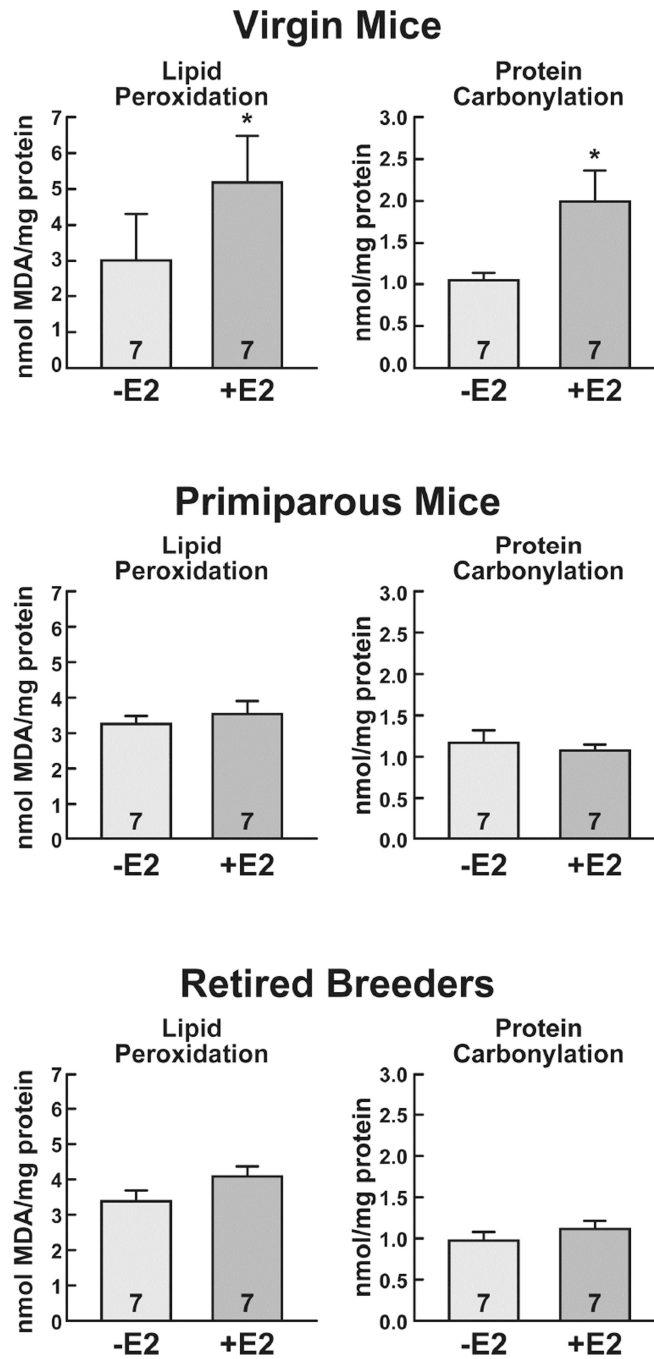 Virgin Mice
Lipid
Peroxidation
nmol MDA/mg protein
7
6
5
4
3
2
1
0
*
7
7
-E2
+E2
Protein
Carbonylation
nmol/mg protein
3.0
2.5
2.0
1.5
1.0
0.5
0.0
*
7
7
-E2
+E2
Primiparous Mice
Lipid
Peroxidation
nmol MDA/mg protein
7
6
5
4
3
2
1
0
7
7
-E2
+E2
Protein
Carbonylation
nmol/mg protein
3.0
2.5
2.0
1.5
1.0
0.5
0.0
7
7
-E2
+E2
Retired Breeders
Lipid
Peroxidation
nmol MDA/mg protein
7
6
5
4
3
2
1
0
7
7
-E2
+E2
Protein
Carbonylation
nmol/mg protein
3.0
2.5
2.0
1.5
1.0
0.5
0.0
7
7
-E2
+E2